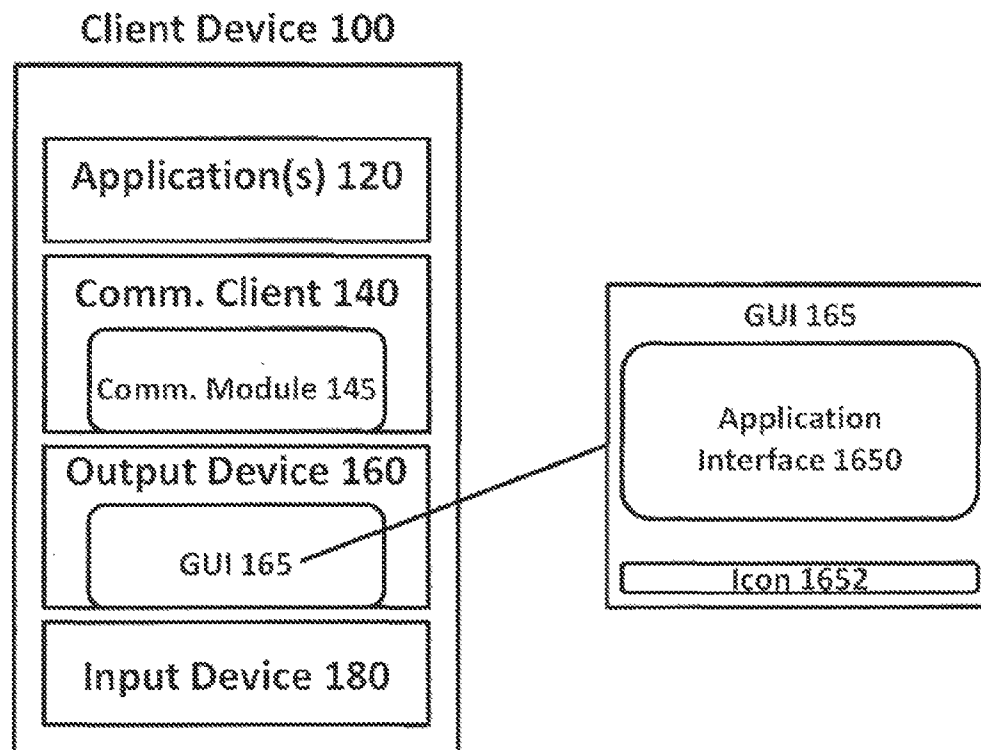 Client Device 100
Application(s) 120
Comm. Client 140
Comm. Module 145
Output Device 160
GUI 165
Input Device 180
GUI 165
Application
Interface 1650
Icon 1652